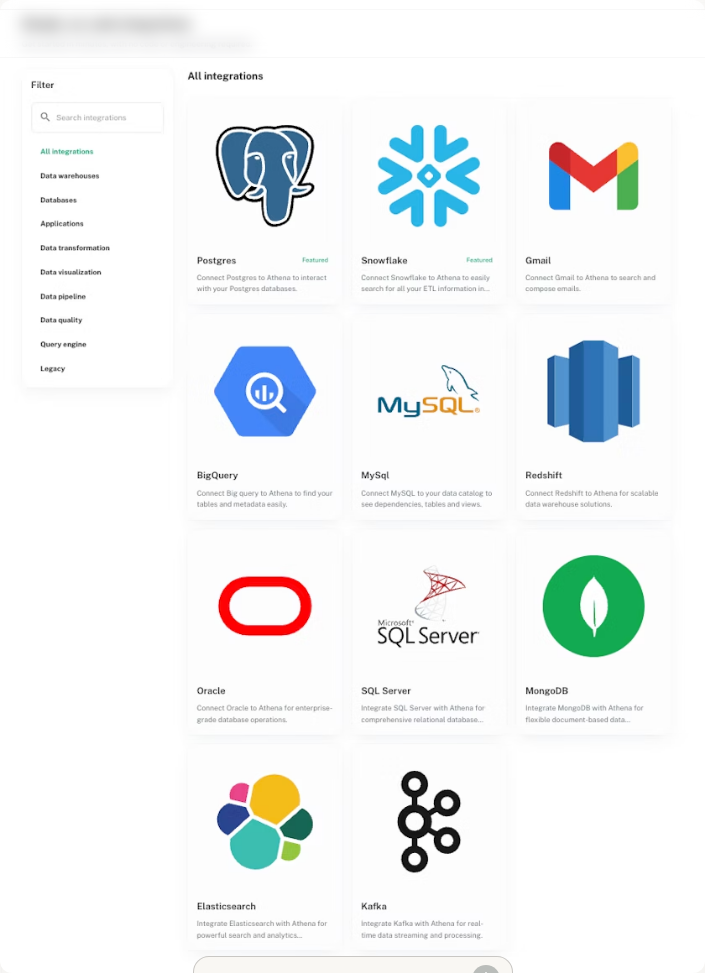 Filter
Search integrations
All integrations
Data warehouses
Databases
Applications
Data transformation
Data visualization
Data pipeline
Data quality
Query engine
Legacy
All integrations
Postgres
Featured
Connect Postgres to Athena to interact
with your Postgres databases.
Snowflake
Featured
Connect Snowflake to Athena to easily
search for all your ETL information in...
Gmail
Connect Gmail to Athena to search and
compose emails.
BigQuery
Connect Big query to Athena to find your
tables and metadata easily.
MySQL®
MySql
Connect MySQL to your data catalog to
see dependencies, tables and views.
Redshift
Connect Redshift to Athena for scalable
data warehouse solutions.
Oracle
Connect Oracle to Athena for enterprise-
grade database operations.
Microsoft®
SQL Server®
SQL Server
Integrate SQL Server with Athena for
comprehensive relational database...
MongoDB
Integrate MongoDB with Athena for
flexible document-based data...
Elasticsearch
Integrate Elasticsearch with Athena for
powerful search and analytics...
Kafka
Integrate Kafka with Athena for real-
time data streaming and processing.